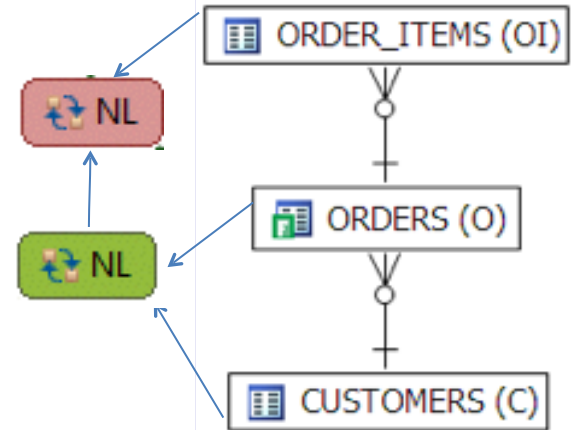 ORDER_ITEMS (OI)
NL
ORDERS (O)
NL
CUSTOMERS (C)